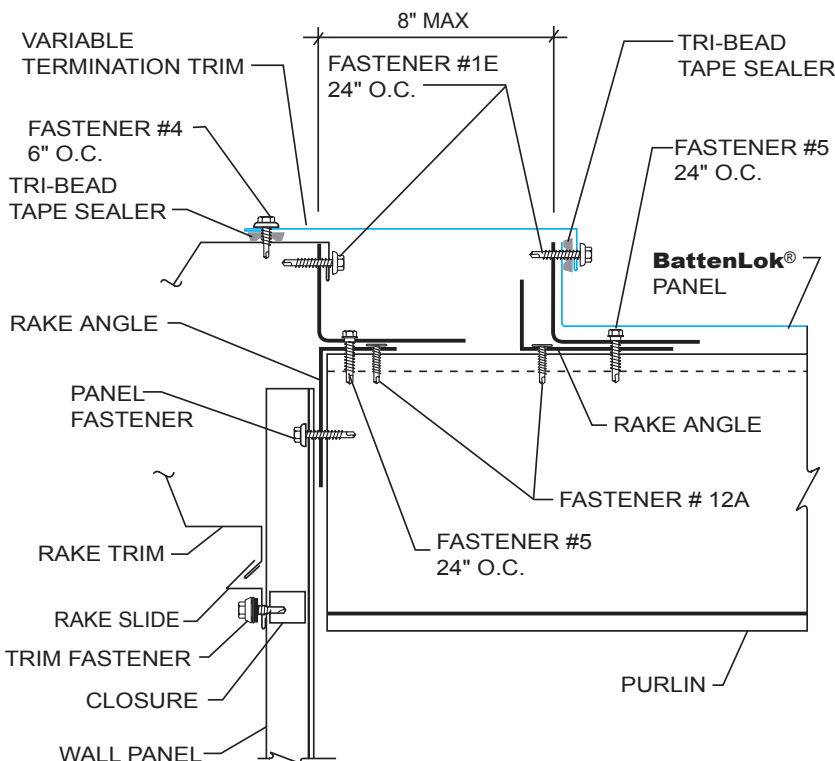 8" MAX
VARIABLE
TERMINATION TRIM
FASTENER #1E
24" O.C.
TRI-BEAD
TAPE SEALER
FASTENER #4
6" O.C.
FASTENER #5
24" O.C.
TRI-BEAD
TAPE SEALER
BattenLok®
PANEL
RAKE ANGLE
PANEL
FASTENER
RAKE ANGLE
FASTENER # 12A
FASTENER #5
24" O.C.
RAKE TRIM
RAKE SLIDE
TRIM FASTENER
PURLIN
CLOSURE
WALL PANEL